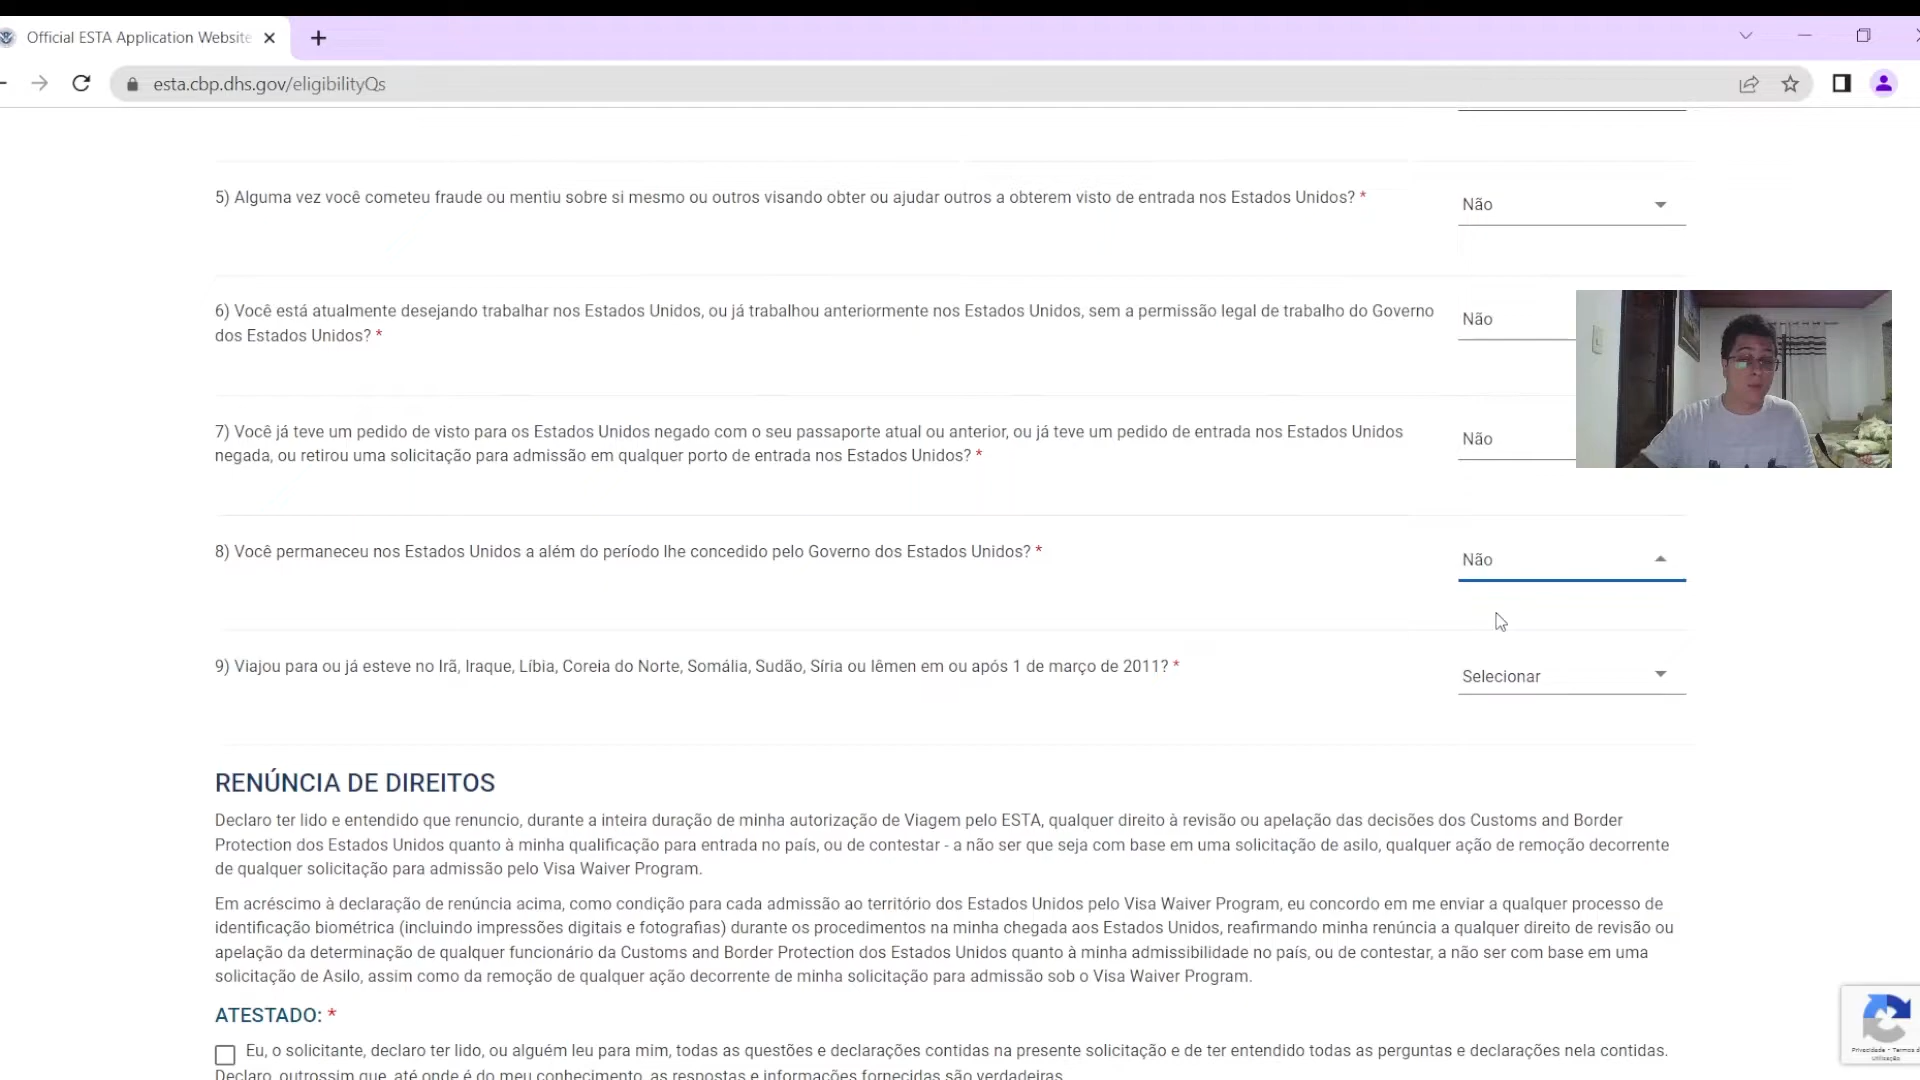 Official ESTA Application Website
esta.cbp.dhs.gov/eligibilityQs
5) Alguma vez você cometeu fraude ou mentiu sobre si mesmo ou outros visando obter ou ajudar outros a obterem visto de entrada nos Estados Unidos? *
Não
6) Você está atualmente desejando trabalhar nos Estados Unidos, ou já trabalhou anteriormente nos Estados Unidos, sem a permissão legal de trabalho do Governo
dos Estados Unidos? *
Não
7) Você já teve um pedido de visto para os Estados Unidos negado com o seu passaporte atual ou anterior, ou já teve um pedido de entrada nos Estados Unidos
negada, ou retirou uma solicitação para admissão em qualquer porto de entrada nos Estados Unidos? *
Não
8) Você permaneceu nos Estados Unidos a além do período lhe concedido pelo Governo dos Estados Unidos? *
Não
9) Viajou para ou já esteve no Irã, Iraque, Líbia, Coreia do Norte, Somália, Sudão, Síria ou Iêmen em ou após 1 de março de 2011? *
Selecionar
RENÚNCIA DE DIREITOS
Declaro ter lido e entendido que renuncio, durante a inteira duração de minha autorização de Viagem pelo ESTA, qualquer direito à revisão ou apelação das decisões dos Customs and Border
Protection dos Estados Unidos quanto à minha qualificação para entrada no país, ou de contestar - a não ser que seja com base em uma solicitação de asilo, qualquer ação de remoção decorrente
de qualquer solicitação para admissão pelo Visa Waiver Program.
Em acréscimo à declaração de renúncia acima, como condição para cada admissão ao território dos Estados Unidos pelo Visa Waiver Program, eu concordo em me enviar a qualquer processo de
identificação biométrica (incluindo impressões digitais e fotografias) durante os procedimentos na minha chegada aos Estados Unidos, reafirmando minha renúncia a qualquer direito de revisão ou
apelação da determinação de qualquer funcionário da Customs and Border Protection dos Estados Unidos quanto à minha admissibilidade no país, ou de contestar, a não ser com base em uma
solicitação de Asilo, assim como da remoção de qualquer ação decorrente de minha solicitação para admissão sob o Visa Waiver Program.
ATESTADO: *
Eu, o solicitante, declaro ter lido, ou alguém leu para mim, todas as questões e declarações contidas na presente solicitação e de ter entendido todas as perguntas e declarações nela contidas.
Declaro, outrossim que, até onde é do meu conhecimento, as respostas e informações fornecidas são verdadeiras
Privacidade - Termos d
Utilização